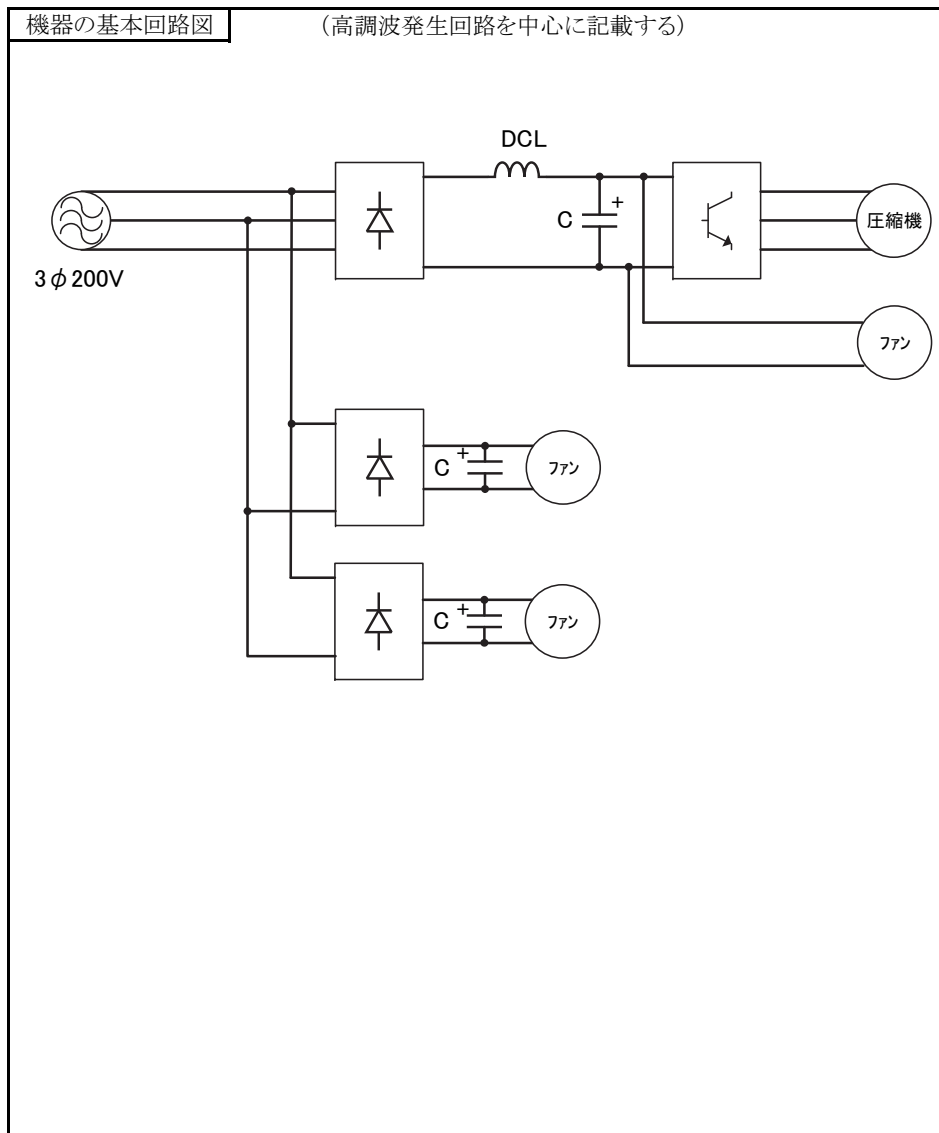 機器の基本回路図
(高調波発生回路を中心に記載する)
DCL
C
+
圧縮機
3φ200V
ファン
C
+
ファン
C
+
ファン